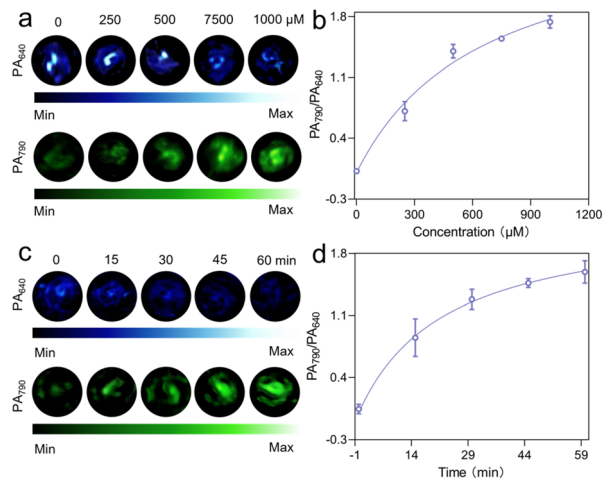 a
0 250 500 7500 1000 μM
PA640
Min Max
PA790
Min Max
b
1.8
1.1
0.4
-0.3
PA790/PA640
0 300 600 900 1200
Concentration (μM)
c
0 15 30 45 60 min
PA640
Min Max
PA790
Min Max
d
1.8
1.1
0.4
-0.3
PA790/PA640
-1 14 29 44 59
Time (min)